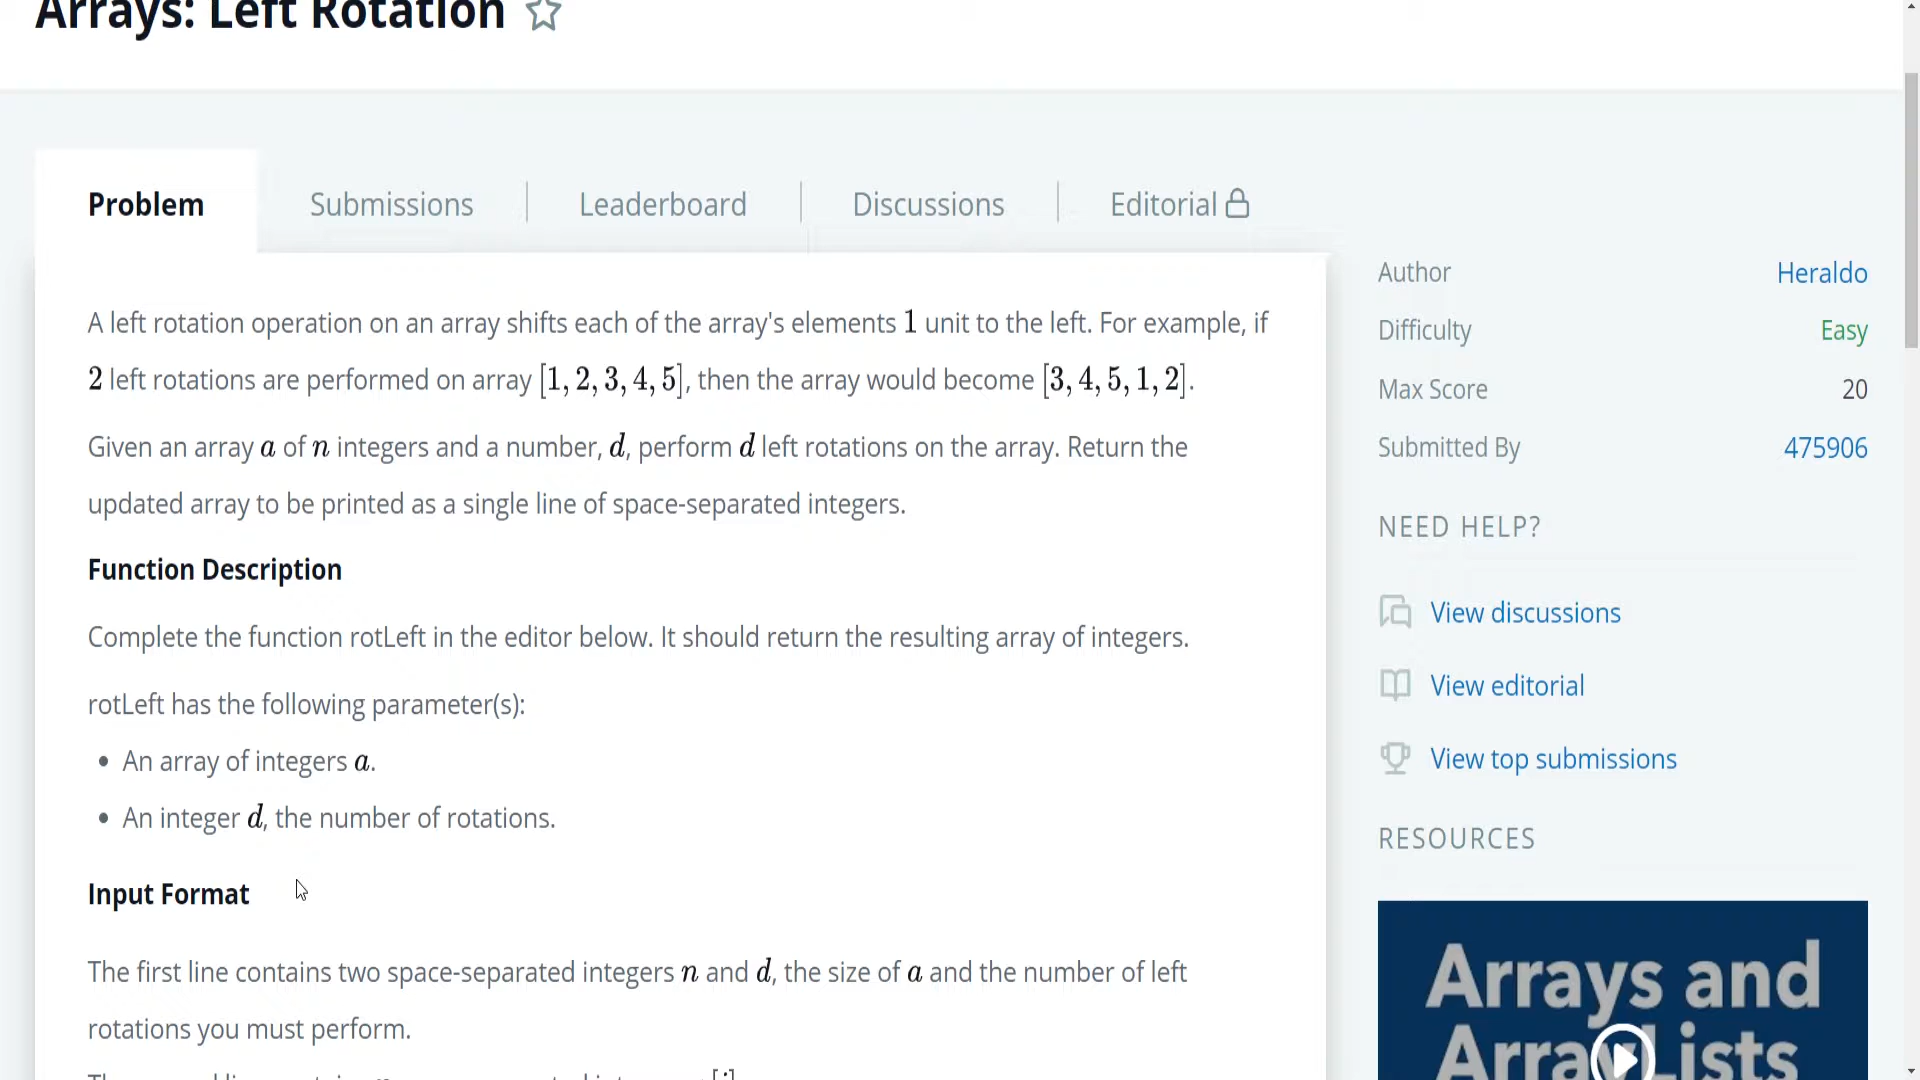 Arrays: Left Rotation
Problem
Submissions
Leaderboard
Discussions
Editorial
A left rotation operation on an array shifts each of the array's elements 1 unit to the left. For example, if
2 left rotations are performed on array [1, 2, 3, 4, 5], then the array would become [3, 4, 5, 1, 2].
Given an array a of n integers and a number, d, perform d left rotations on the array. Return the
updated array to be printed as a single line of space-separated integers.
Function Description
Complete the function rotLeft in the editor below. It should return the resulting array of integers.
rotLeft has the following parameter(s):
• An array of integers a.
• An integer d, the number of rotations.
Input Format
The first line contains two space-separated integers n and d, the size of a and the number of left
rotations you must perform.
Author Heraldo
Difficulty Easy
Max Score 20
Submitted By 475906
NEED HELP?
View discussions
View editorial
View top submissions
RESOURCES
Arrays and
ArrayLists